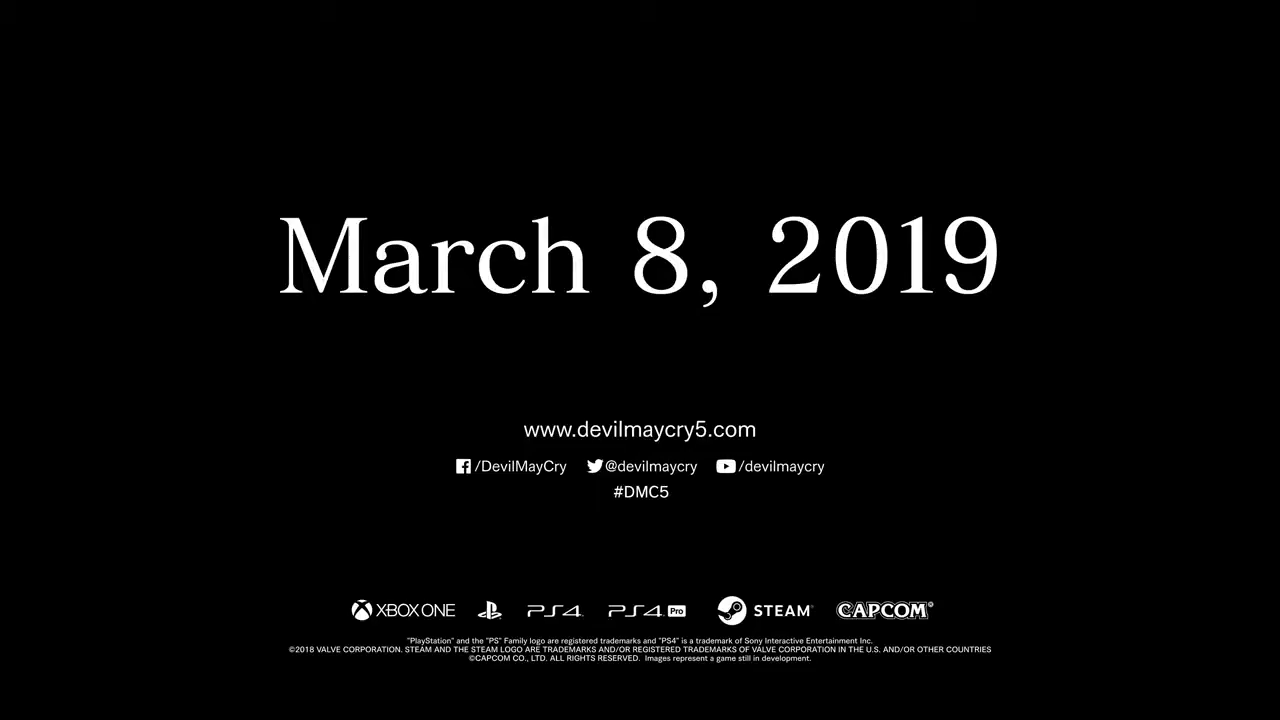 March 8, 2019
www.devilmaycry5.com
/DevilMayCry @devilmaycry /devilmaycry
#DMC5
XBOX ONE PS4 PS4 Pro STEAM CAPCOM
"PlayStation" and the "PS" Family logo are registered trademarks and "PS4" is a trademark of Sony Interactive Entertainment Inc.
©2018 VALVE CORPORATION. STEAM AND THE STEAM LOGO ARE TRADEMARKS AND/OR REGISTERED TRADEMARKS OF VALVE CORPORATION IN THE U.S. AND/OR OTHER COUNTRIES
©CAPCOM CO., LTD. ALL RIGHTS RESERVED. Images represent a game still in development.